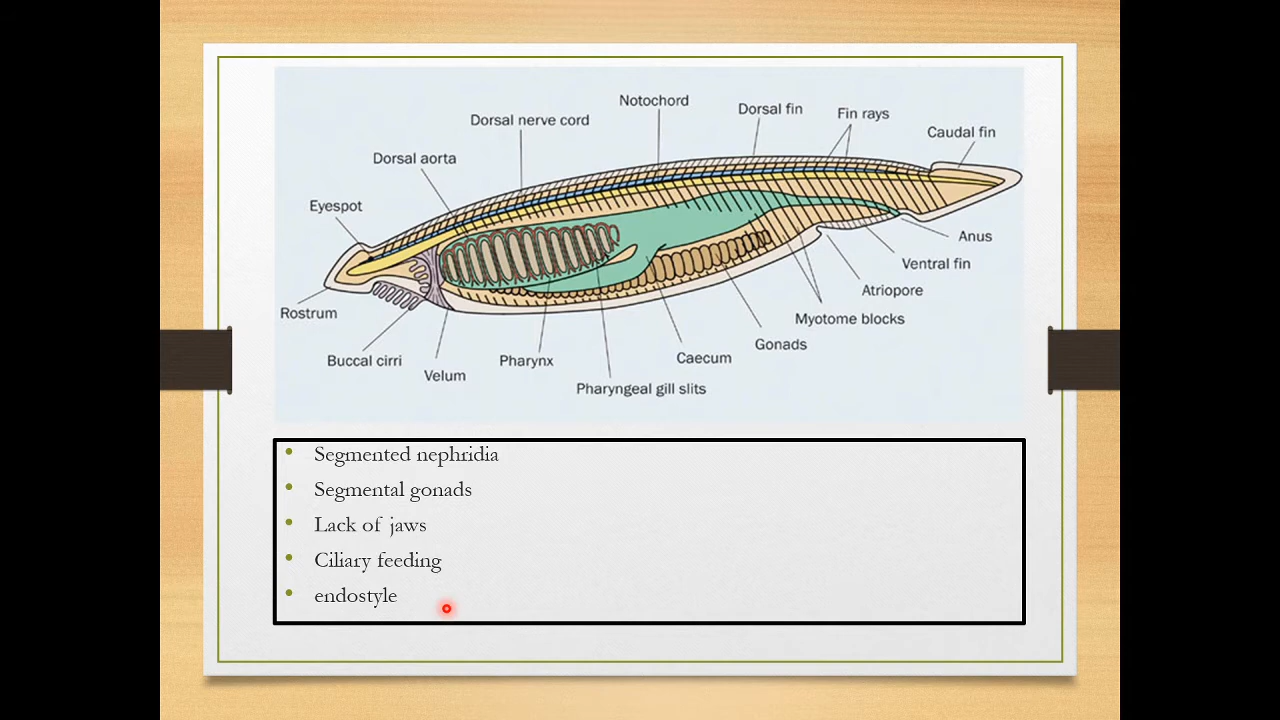 Notochord
Dorsal fin
Fin rays
Dorsal nerve cord
Caudal fin
Dorsal aorta
Eyespot
Anus
Ventral fin
Atriopore
Rostrum
Myotome blocks
Gonads
Buccal cirri
Velum
Pharynx
Caecum
Pharyngeal gill slits
• Segmented nephridia
• Segmental gonads
• Lack of jaws
• Ciliary feeding
• endostyle